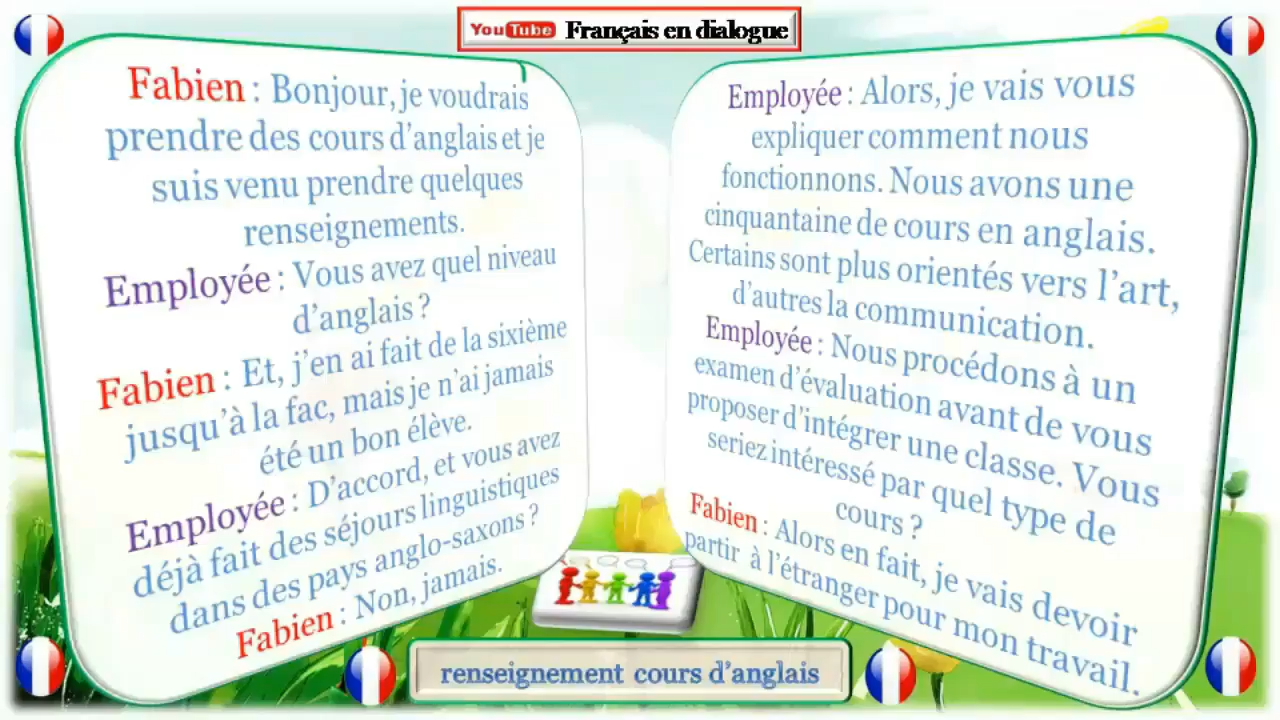 YouTube Français en dialogue
Fabien : Bonjour, je voudrais
prendre des cours d’anglais et je
suis venu prendre quelques
renseignements.
Employée : Vous avez quel niveau
d’anglais ?
Fabien : Et, j’en ai fait de la sixième
jusqu’à la fac, mais je n’ai jamais
été un bon élève.
Employée : D’accord, et vous avez
déjà fait des séjours linguistiques
dans des pays anglo-saxons ?
Fabien : Non, jamais.
Employée : Alors, je vais vous
expliquer comment nous
fonctionnons. Nous avons une
cinquantaine de cours en anglais.
Certains sont plus orientés vers l’art,
d’autres la communication.
Employée : Nous procédons à un
examen d’évaluation avant de vous
proposer d’intégrer une classe. Vous
seriez intéressé par quel type de
cours ?
Fabien : Alors en fait, je vais devoir
partir à l’étranger pour mon travail.
renseignement cours d’anglais